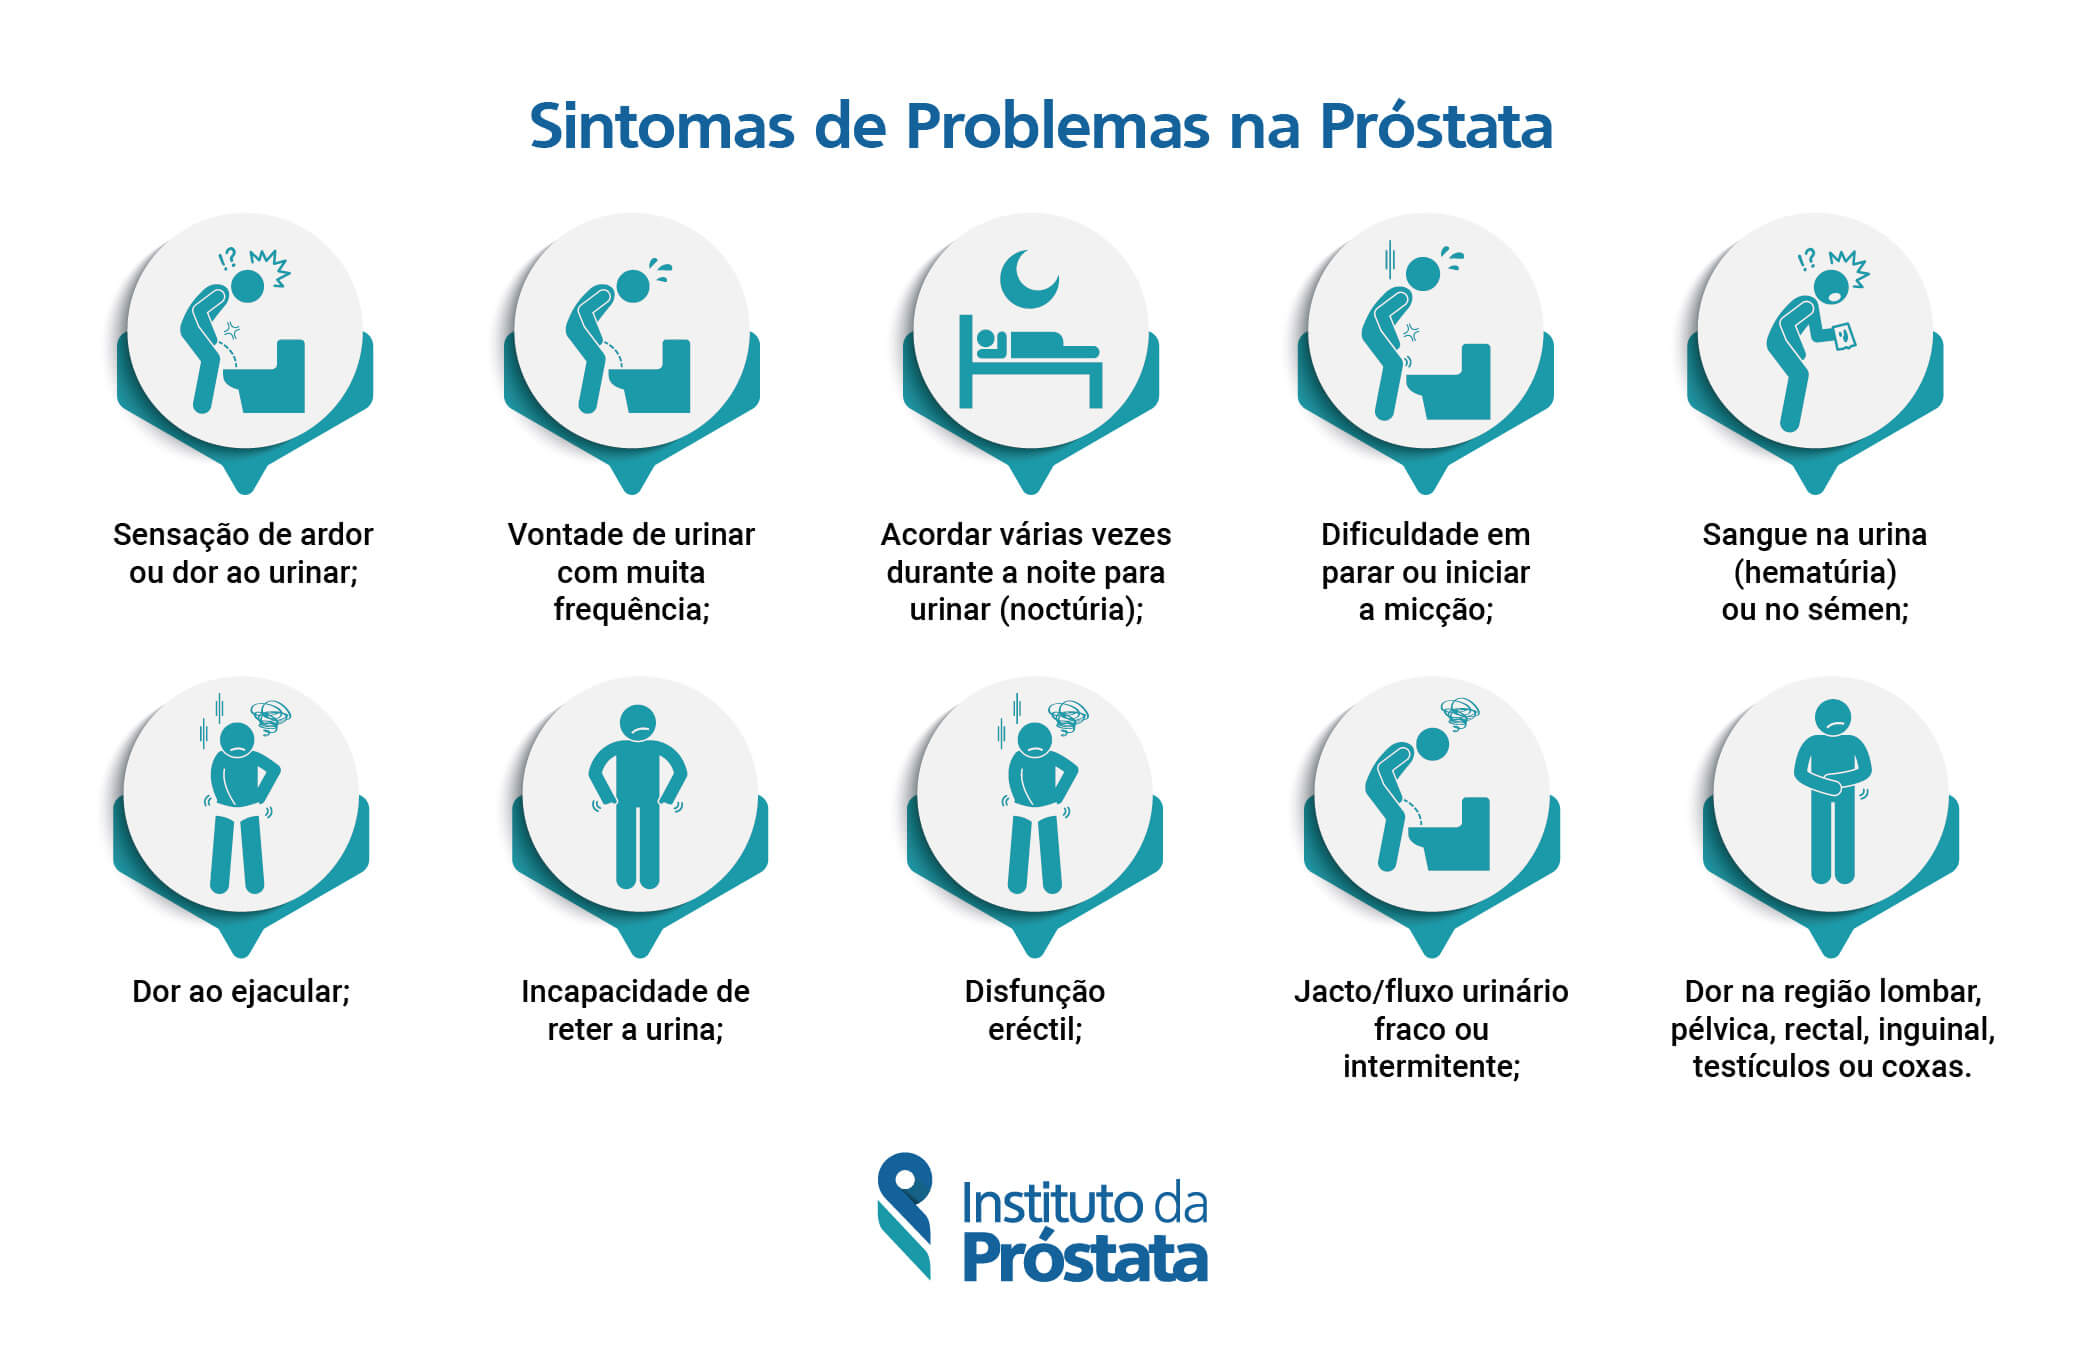 Sintomas de Problemas na Próstata
Sensação de ardor
ou dor ao urinar;
Vontade de urinar
com muita
frequência;
Acordar várias vezes
durante a noite para
urinar (noctúria);
Dificuldade em
parar ou iniciar
a micção;
Sangue na urina
(hematúria)
ou no sémen;
Dor ao ejacular;
Incapacidade de
reter a urina;
Disfunção
eréctil;
Jacto/fluxo urinário
fraco ou
intermitente;
Dor na região lombar,
pélvica, rectal, inguinal,
testículos ou coxas.
Instituto da
Próstata